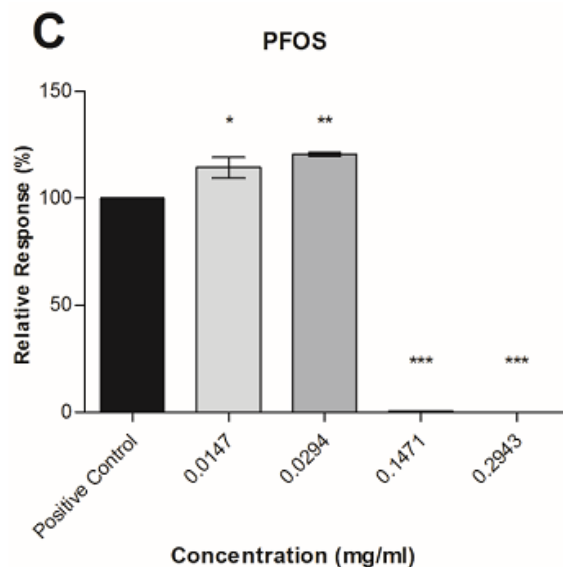 C
PFOS
150
100
50
0
Relative Response (%)
*
**
***
***
Positive Control
0.0147
0.0294
0.1471
0.2943
Concentration (mg/ml)